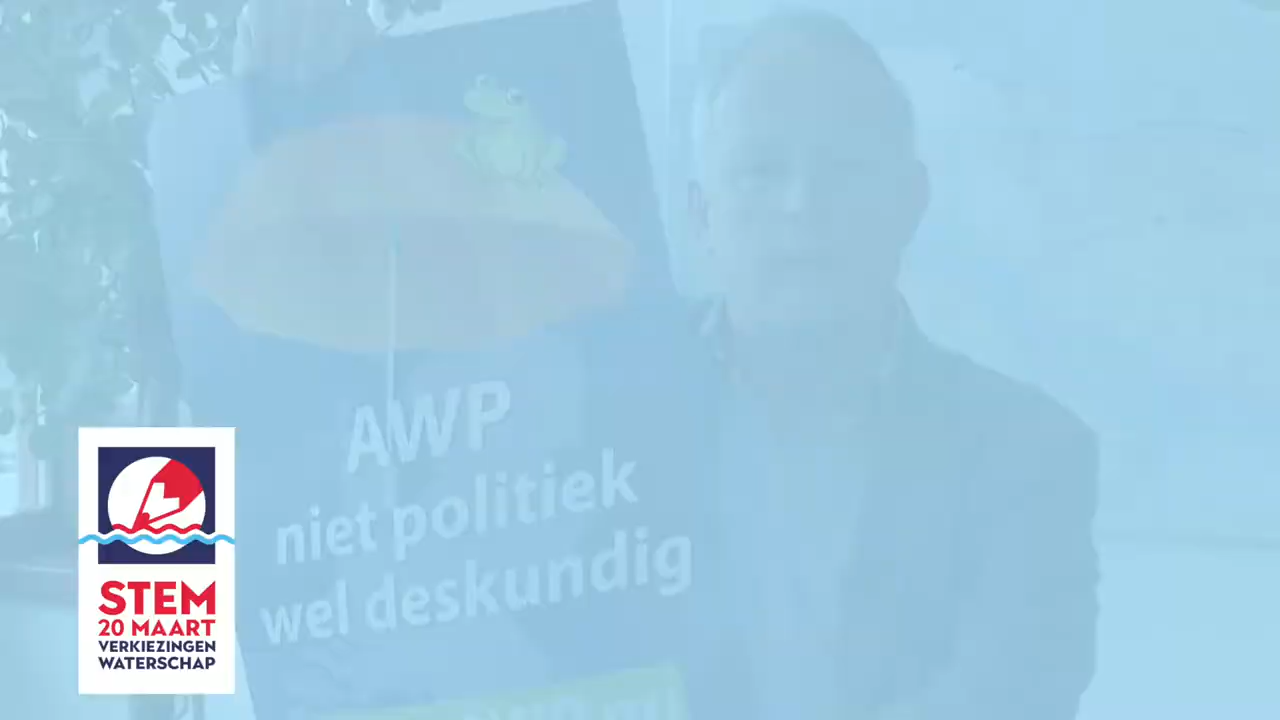 AWP
niet politiek
wel deskundig
STEM
20 MAART
VERKIEZINGEN
WATERSCHAP